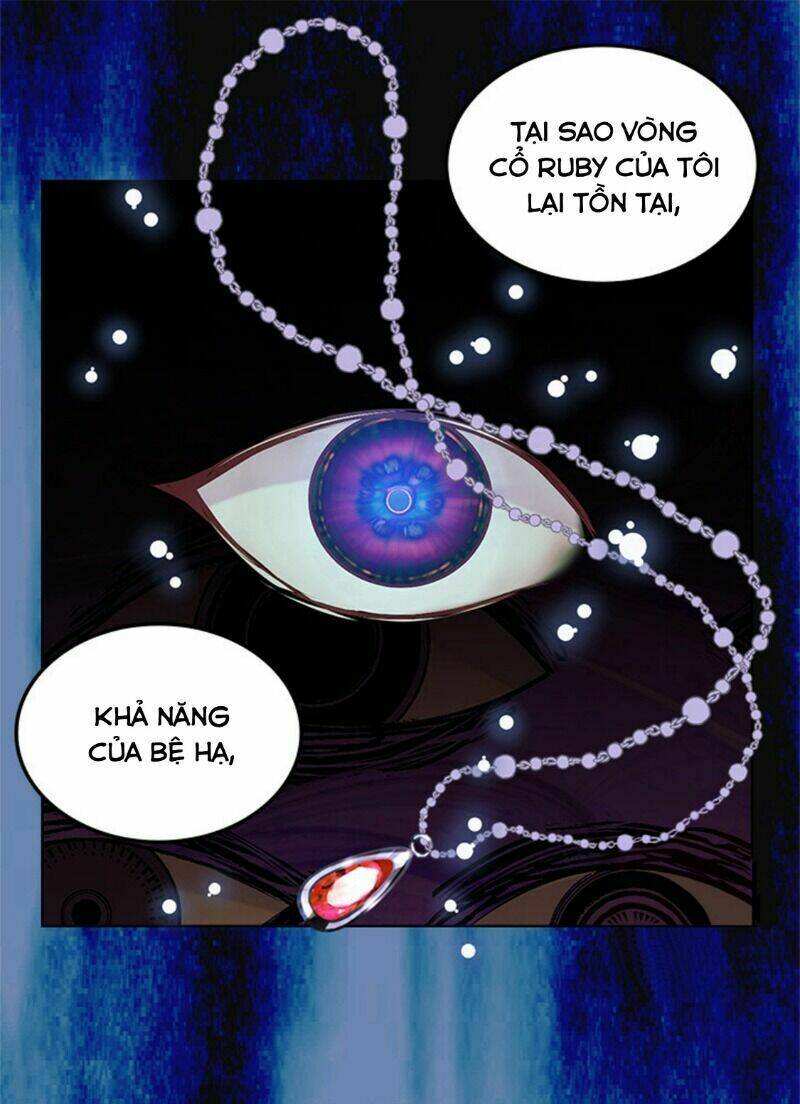 TẠI SAO VÒNG
CỔ RUBY CỦA TÔI
LẠI TỒN TẠI,
KHẢ NĂNG
CỦA BỆ HẠ,